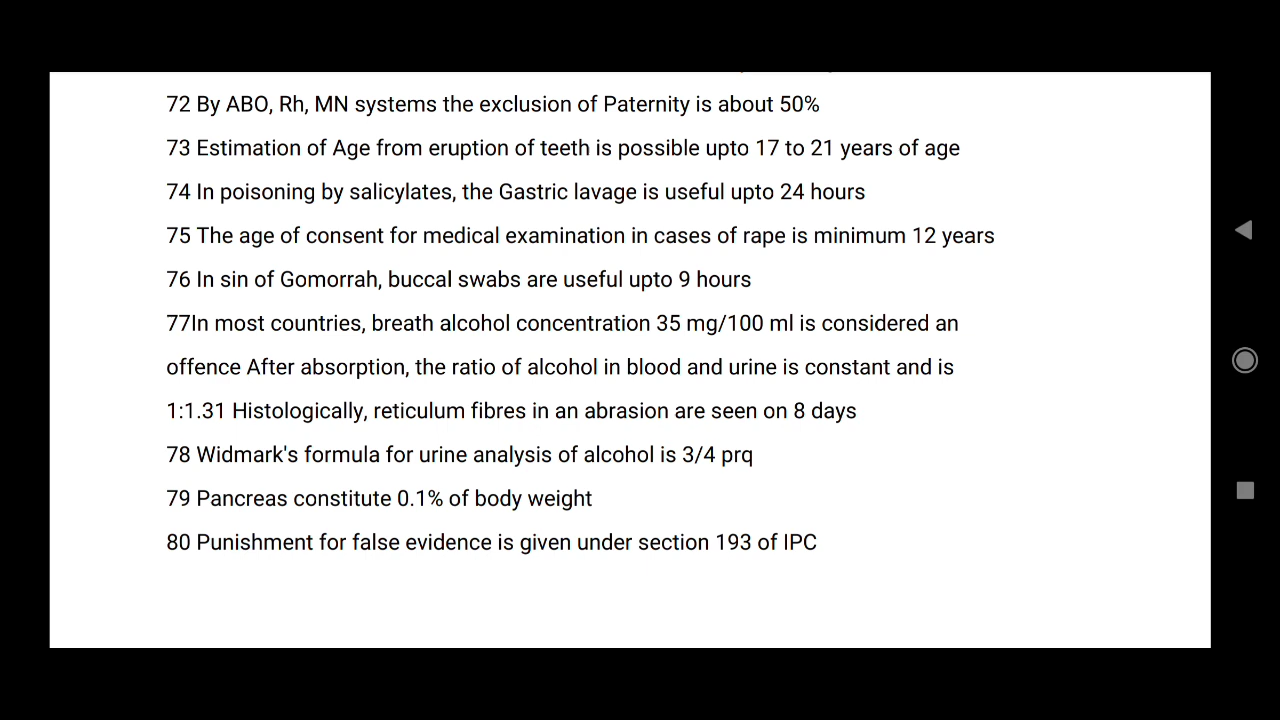 72 By ABO, Rh, MN systems the exclusion of Paternity is about 50%
73 Estimation of Age from eruption of teeth is possible upto 17 to 21 years of age
74 In poisoning by salicylates, the Gastric lavage is useful upto 24 hours
75 The age of consent for medical examination in cases of rape is minimum 12 years
76 In sin of Gomorrah, buccal swabs are useful upto 9 hours
77In most countries, breath alcohol concentration 35 mg/100 ml is considered an
offence After absorption, the ratio of alcohol in blood and urine is constant and is
1:1.31 Histologically, reticulum fibres in an abrasion are seen on 8 days
78 Widmark's formula for urine analysis of alcohol is 3/4 prq
79 Pancreas constitute 0.1% of body weight
80 Punishment for false evidence is given under section 193 of IPC